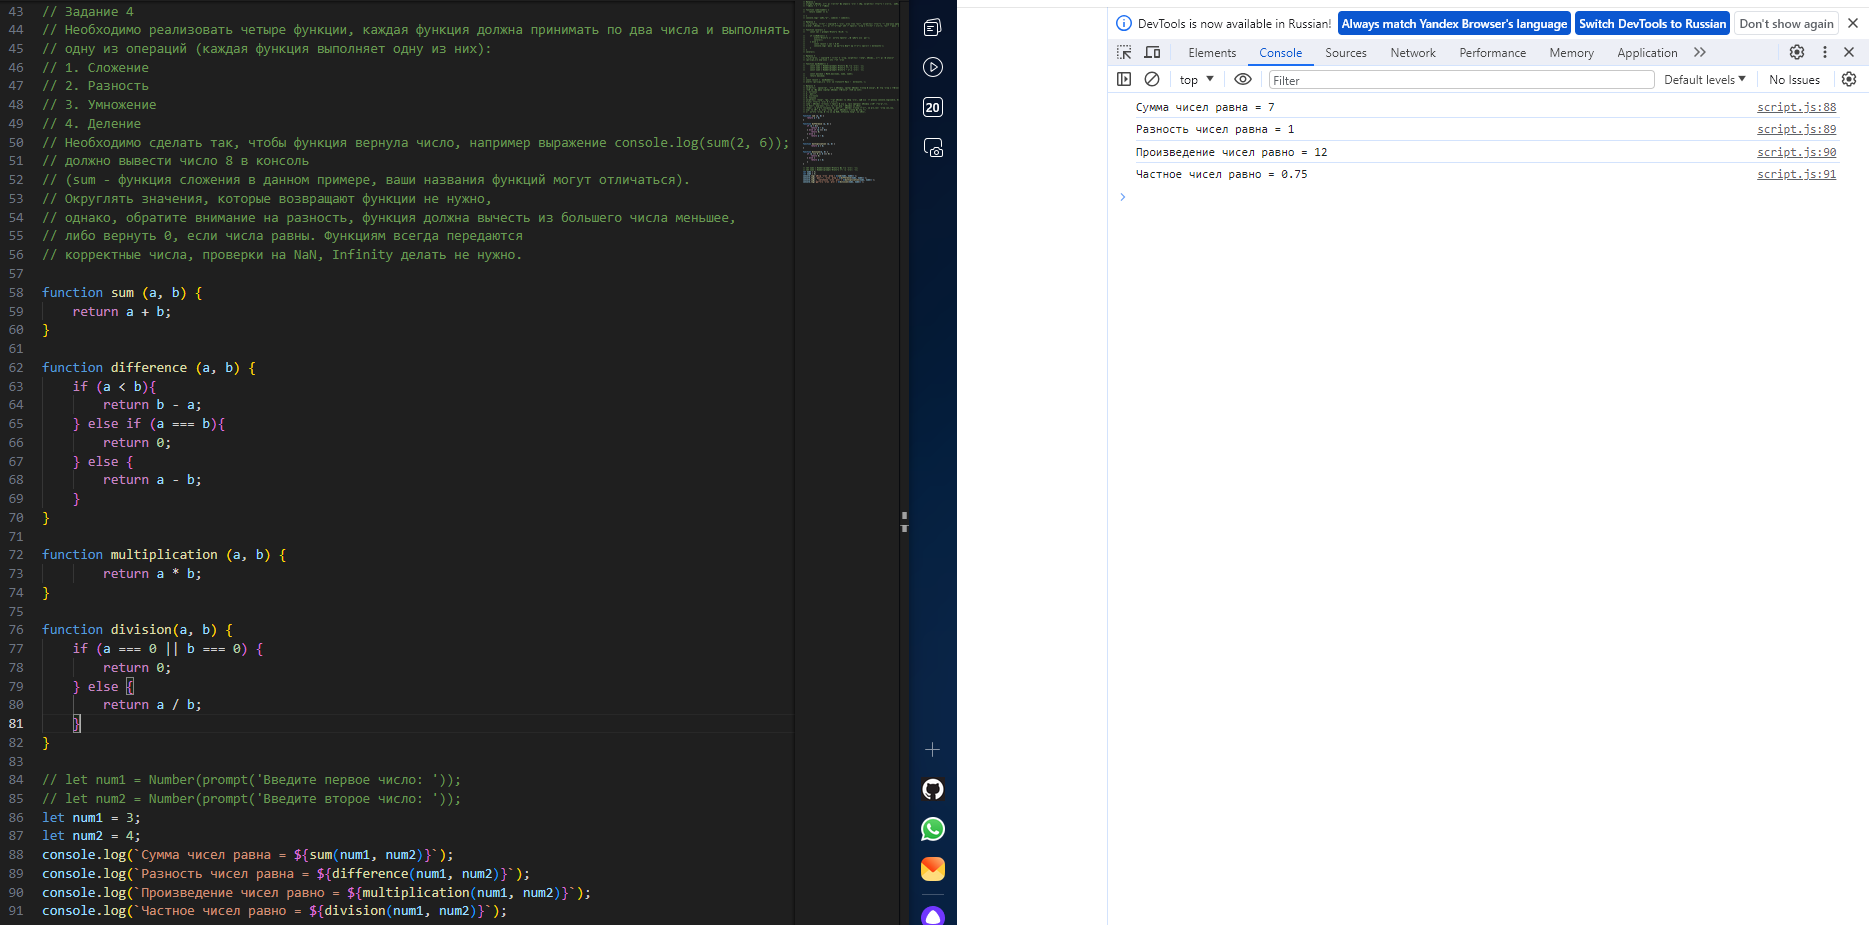 43 // Задание 4
44 // Необходимо реализовать четыре функции, каждая функция должна принимать по два числа и выполнять
45 // одну из операций (каждая функция выполняет одну из них):
46 // 1. Сложение
47 // 2. Разность
48 // 3. Умножение
49 // 4. Деление
50 // Необходимо сделать так, чтобы функция вернула число, например выражение console.log(sum(2, 6));
51 // должно вывести число 8 в консоль
52 // (sum - функция сложения в данном примере, ваши названия функций могут отличаться).
53 // Округлять значения, которые возвращают функции не нужно,
54 // однако, обратите внимание на разность, функция должна вычесть из большего числа меньшее,
55 // либо вернуть 0, если числа равны. Функциям всегда передаются
56 // корректные числа, проверки на NaN, Infinity делать не нужно.
57
58 function sum (a, b) {
59     return a + b;
60 }
61
62 function difference (a, b) {
63     if (a < b){
64         return b - a;
65     } else if (a === b){
66         return 0;
67     } else {
68         return a - b;
69     }
70 }
71
72 function multiplication (a, b) {
73         return a * b;
74 }
75
76 function division(a, b) {
77     if (a === 0 || b === 0) {
78         return 0;
79     } else {
80         return a / b;
81     }
82 }
83
84 // let num1 = Number(prompt('Введите первое число: '));
85 // let num2 = Number(prompt('Введите второе число: '));
86 let num1 = 3;
87 let num2 = 4;
88 console.log(`Сумма чисел равна = ${sum(num1, num2)}`);
89 console.log(`Разность чисел равна = ${difference(num1, num2)}`);
90 console.log(`Произведение чисел равно = ${multiplication(num1, num2)}`);
91 console.log(`Частное чисел равно = ${division(num1, num2)}`);
20
DevTools is now available in Russian! Always match Yandex Browser's language Switch DevTools to Russian Don't show again
Elements Console Sources Network Performance Memory Application
top Filter Default levels No Issues
Сумма чисел равна = 7 script.js:88
Разность чисел равна = 1 script.js:89
Произведение чисел равно = 12 script.js:90
Частное чисел равно = 0.75 script.js:91